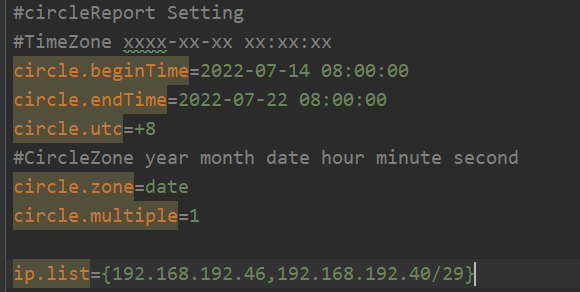 #circleReport Setting
#TimeZone xxxx-xx-xx xx:xx:xx
circle.beginTime=2022-07-14 08:00:00
circle.endTime=2022-07-22 08:00:00
circle.utc=+8
#CircleZone year month date hour minute second
circle.zone=date
circle.multiple=1
ip.list={192.168.192.46,192.168.192.40/29}